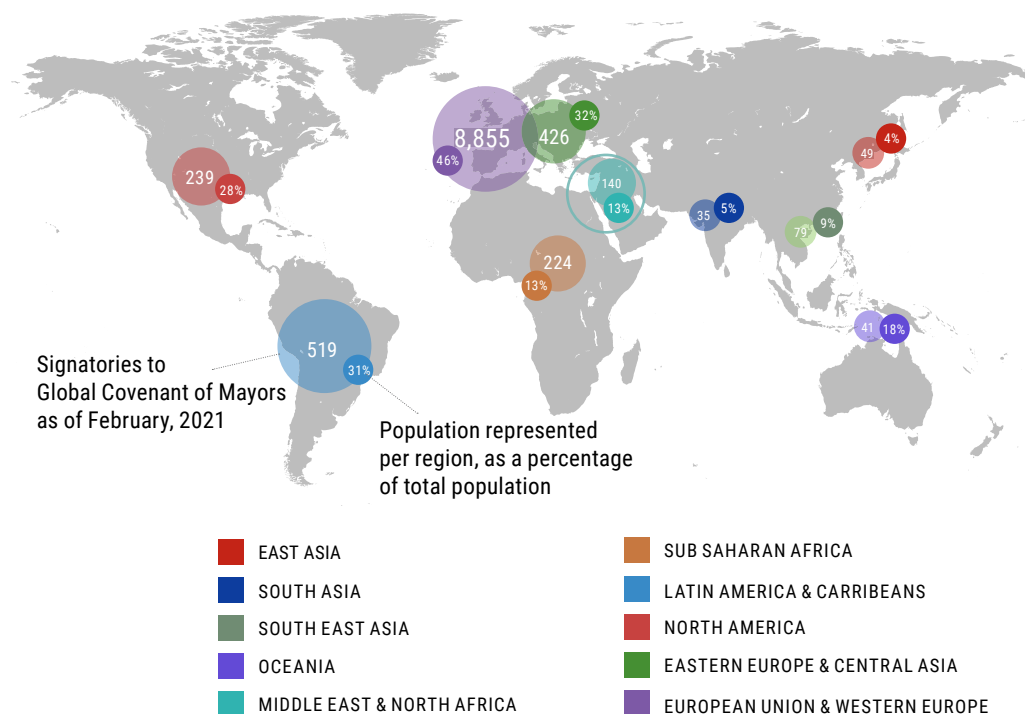 32%
8,855
426
4%
49
46%
239
28%
140
13%
35
5%
79
9%
224
13%
41
18%
519
31%
Signatories to
Global Covenant of Mayors
as of February, 2021
Population represented
per region, as a percentage
of total population
EAST ASIA
SOUTH ASIA
SOUTH EAST ASIA
OCEANIA
MIDDLE EAST & NORTH AFRICA
SUB SAHARAN AFRICA
LATIN AMERICA & CARRIBEANS
NORTH AMERICA
EASTERN EUROPE & CENTRAL ASIA
EUROPEAN UNION & WESTERN EUROPE